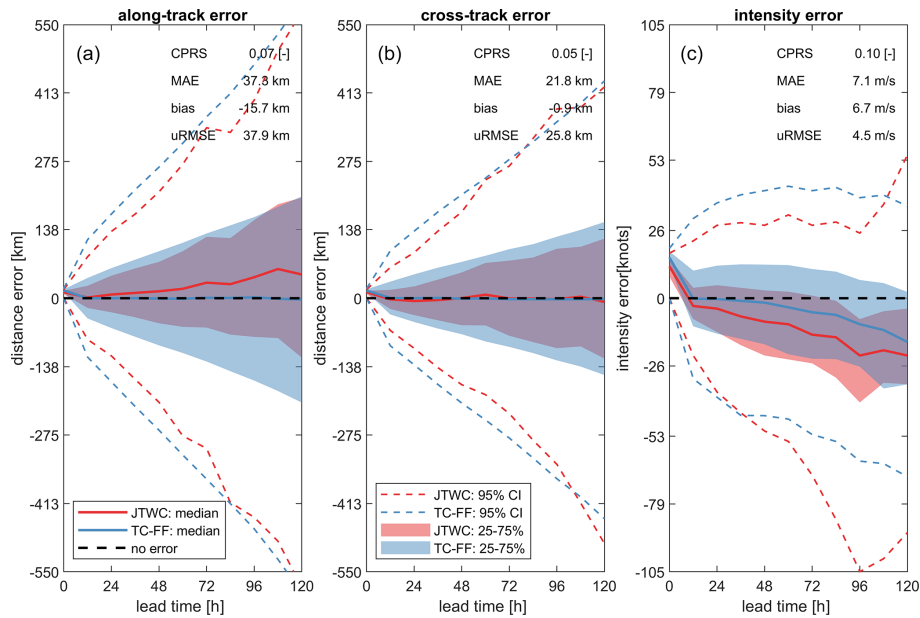 along-track error
cross-track error
intensity error
(a)
CPRS 0.07 [-]
MAE 37.3 km
bias -15.7 km
uRMSE 37.9 km
550
413
275
138
0
-138
-275
-413
-550
distance error [km]
JTWC: median
TC-FF: median
no error
0 24 48 72 96 120
lead time [h]
(b)
CPRS 0.05 [-]
MAE 21.8 km
bias -0.9 km
uRMSE 25.8 km
550
413
275
138
0
-138
-275
-413
-550
distance error [km]
JTWC: 95% CI
TC-FF: 95% CI
JTWC: 25-75%
TC-FF: 25-75%
0 24 48 72 96 120
lead time [h]
(c)
CPRS 0.10 [-]
MAE 7.1 m/s
bias 6.7 m/s
uRMSE 4.5 m/s
105
79
53
26
0
-26
-53
-79
-105
intensity error[knots]
0 24 48 72 96 120
lead time [h]